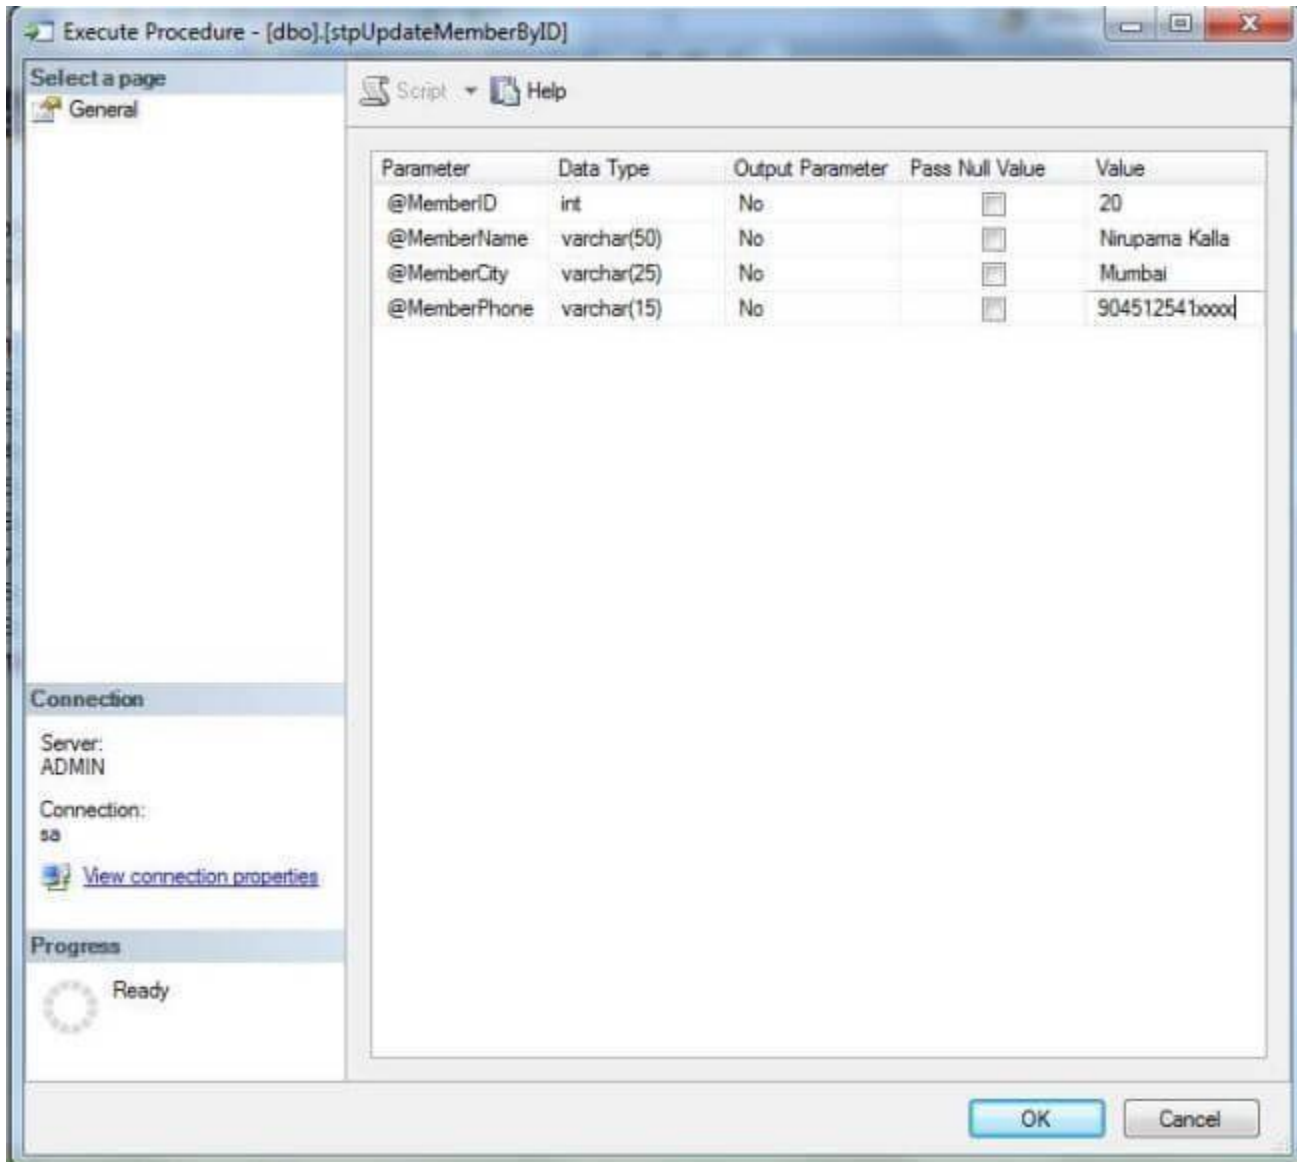 Execute Procedure - [dbo].[stpUpdateMemberByID]
Select a page
General
Script Help
Parameter Data Type Output Parameter Pass Null Value Value
@MemberID int No 20
@MemberName varchar(50) No Nirupama Kalla
@MemberCity varchar(25) No Mumbai
@MemberPhone varchar(15) No 904512541xxxx
Connection
Server:
ADMIN
Connection:
sa
View connection properties
Progress
Ready
OK Cancel